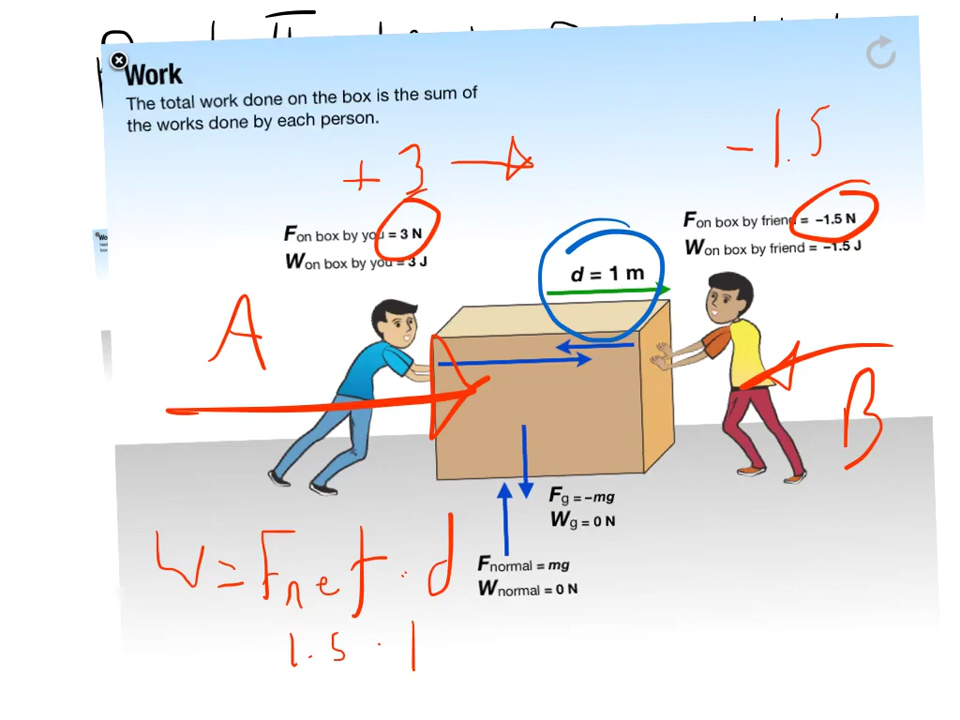 Work
The total work done on the box is the sum of
the works done by each person.
+3
-1.5
Fon box by you = 3 N
Won box by you = 3 J
Fon box by friend = –1.5 N
Won box by friend = –1.5 J
d = 1 m
A
B
Fg = –mg
Wg = 0 N
Fnormal = mg
Wnormal = 0 N
W = Fnet · d
1.5 · 1